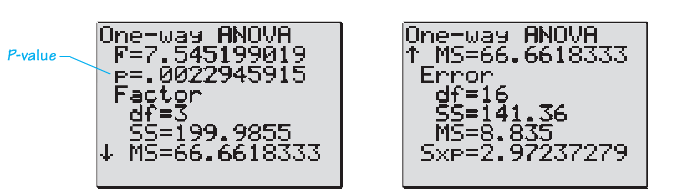 One-way ANOVA
F=7.545199019
P-value
p=.0022945915
Factor
df=3
SS=199.9855
↓ MS=66.6618333
One-way ANOVA
↑ MS=66.6618333
Error
df=16
SS=141.36
MS=8.835
Sxp=2.97237279